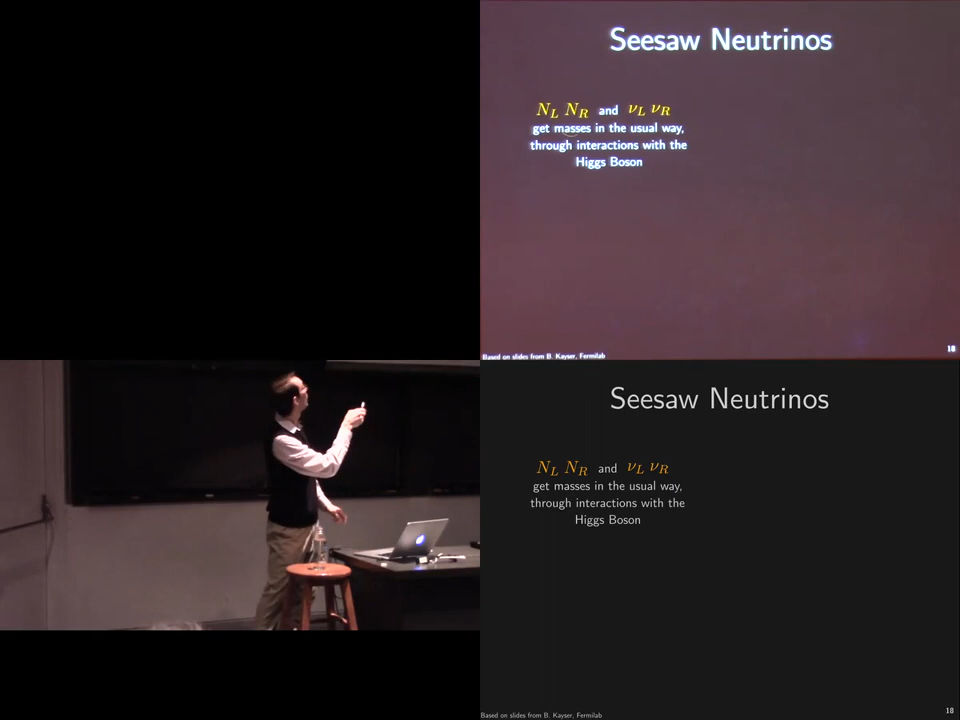 Seesaw Neutrinos
N_L N_R and ν_L ν_R
get masses in the usual way,
through interactions with the
Higgs Boson
Based on slides from B. Kayser, Fermilab
18
Seesaw Neutrinos
N_L N_R and ν_L ν_R
get masses in the usual way,
through interactions with the
Higgs Boson
Based on slides from B. Kayser, Fermilab
18